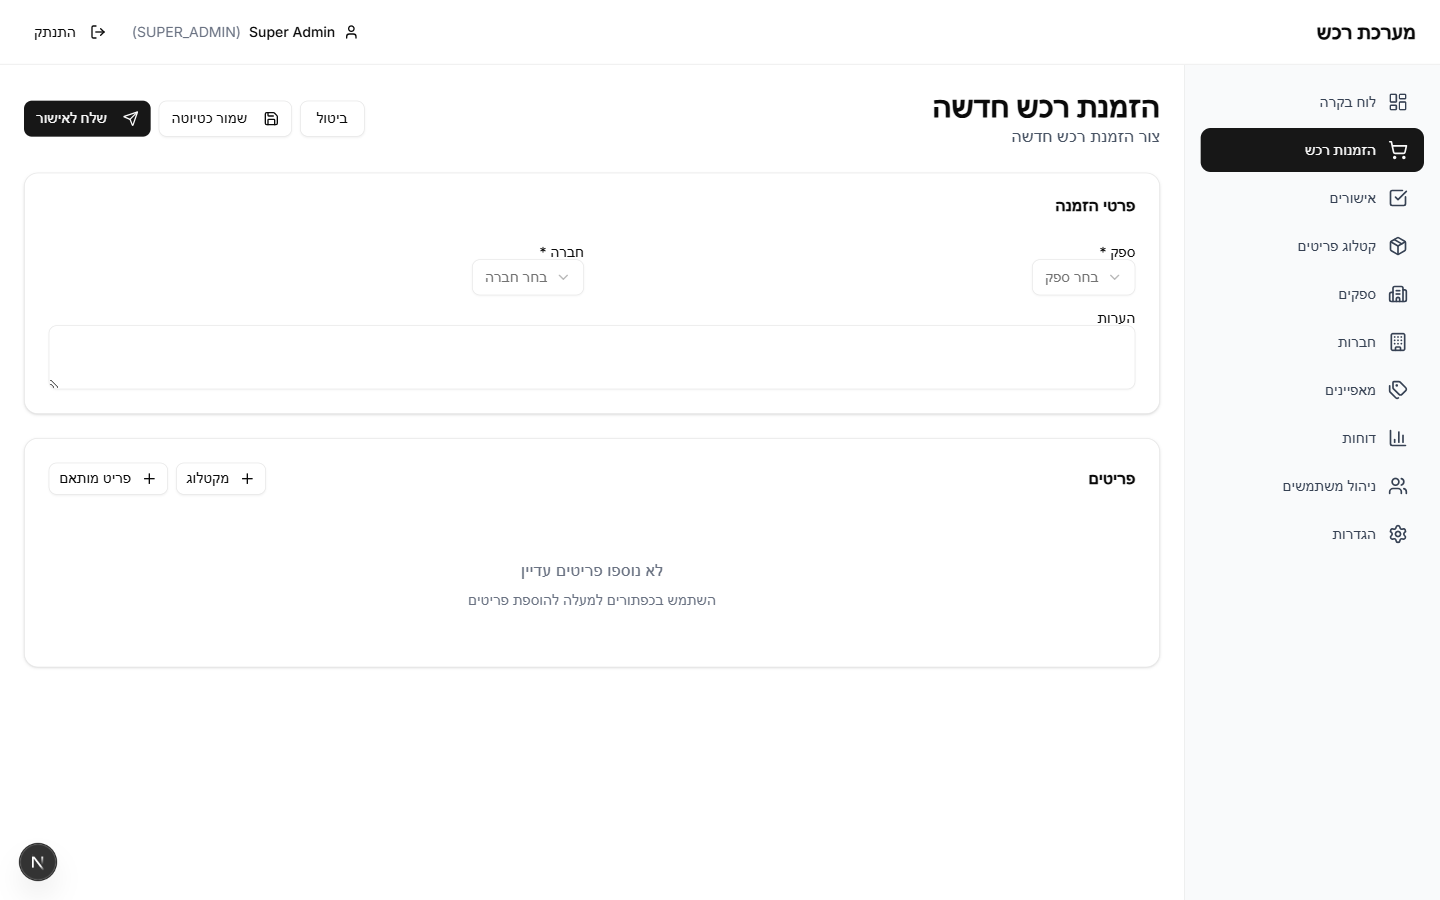 מערכת רכש
Super Admin (SUPER_ADMIN)
התנתק
לוח בקרה
הזמנות רכש
אישורים
קטלוג פריטים
ספקים
חברות
מאפיינים
דוחות
ניהול משתמשים
הגדרות
הזמנת רכש חדשה
צור הזמנת רכש חדשה
ביטול
שמור כטיוטה
שלח לאישור
פרטי הזמנה
ספק *
בחר ספק
חברה *
בחר חברה
הערות
פריטים
מקטלוג
פריט מותאם
לא נוספו פריטים עדיין
השתמש בכפתורים למעלה להוספת פריטים
N